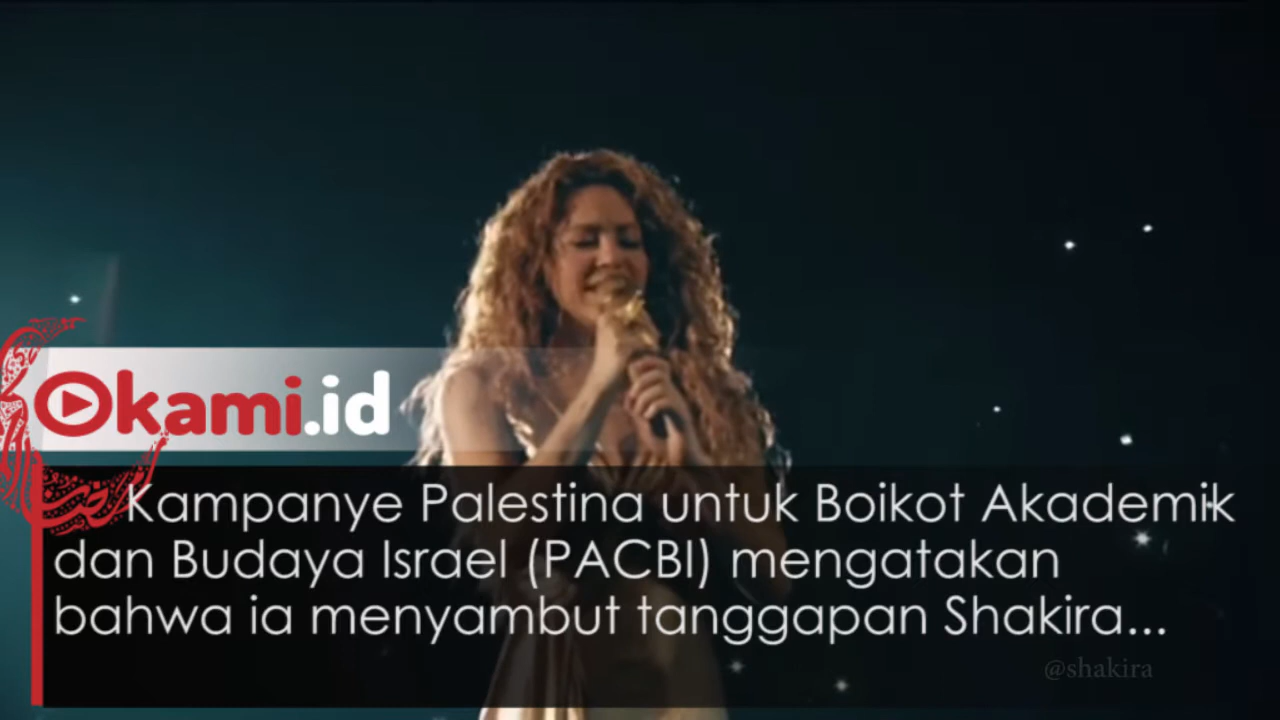 Okami.id
Kampanye Palestina untuk Boikot Akademik
dan Budaya Israel (PACBI) mengatakan
bahwa ia menyambut tanggapan Shakira...
@shakira